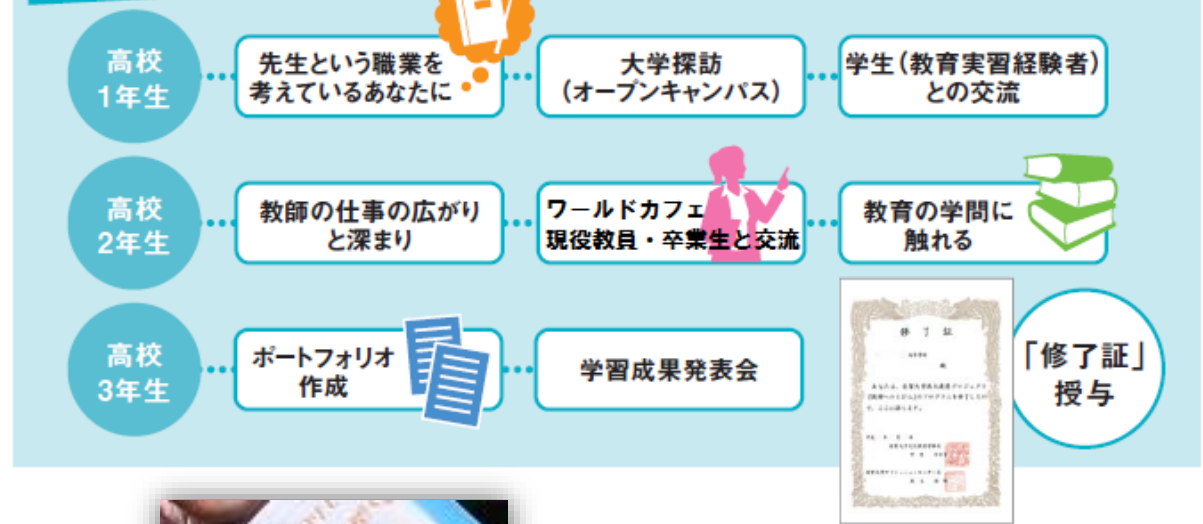 高校
1年生
先生という職業を
考えているあなたに
大学探訪
(オープンキャンパス)
学生(教育実習経験者)
との交流
高校
2年生
教師の仕事の広がり
と深まり
ワールドカフェ
現役教員・卒業生と交流
教育の学問に
触れる
高校
3年生
ポートフォリオ
作成
学習成果発表会
修了証
「修了証」
授与